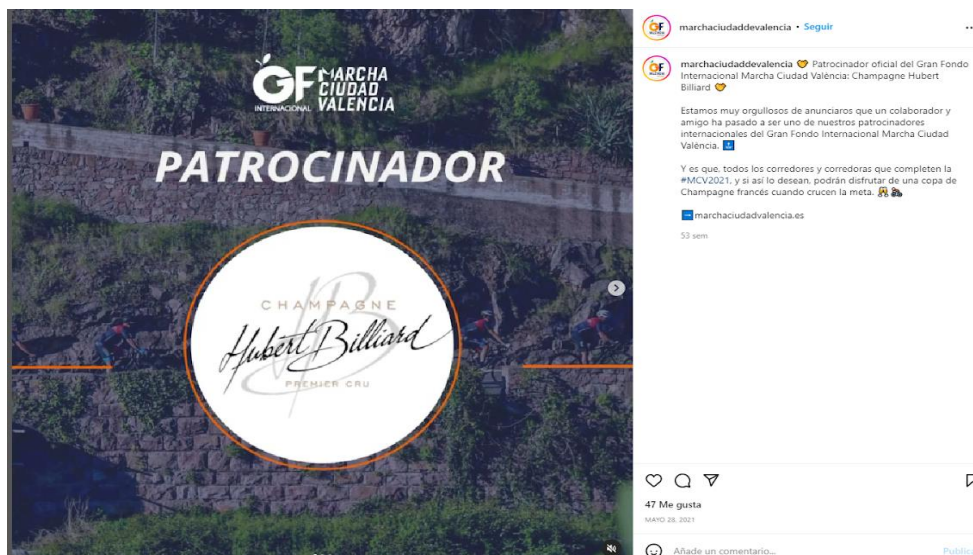 GF MARCHA
CIUDAD
INTERNACIONAL VALENCIA
PATROCINADOR
CHAMPAGNE
Hubert Billiard
PREMIER CRU
marchaciudaddevalencia • Seguir
marchaciudaddevalencia 🧡 Patrocinador oficial del Gran Fondo
Internacional Marcha Ciudad València: Champagne Hubert
Billiard 🧡
Estamos muy orgullosos de anunciaros que un colaborador y
amigo ha pasado a ser uno de nuestros patrocinadores
internacionales del Gran Fondo Internacional Marcha Ciudad
València.
Y es que, todos los corredores y corredoras que completen la
#MCV2021, y si así lo desean, podrán disfrutar de una copa de
Champagne francés cuando crucen la meta.
➡️marchaciudadvalencia.es
53 sem
47 Me gusta
MAYO 28, 2021
Añade un comentario...